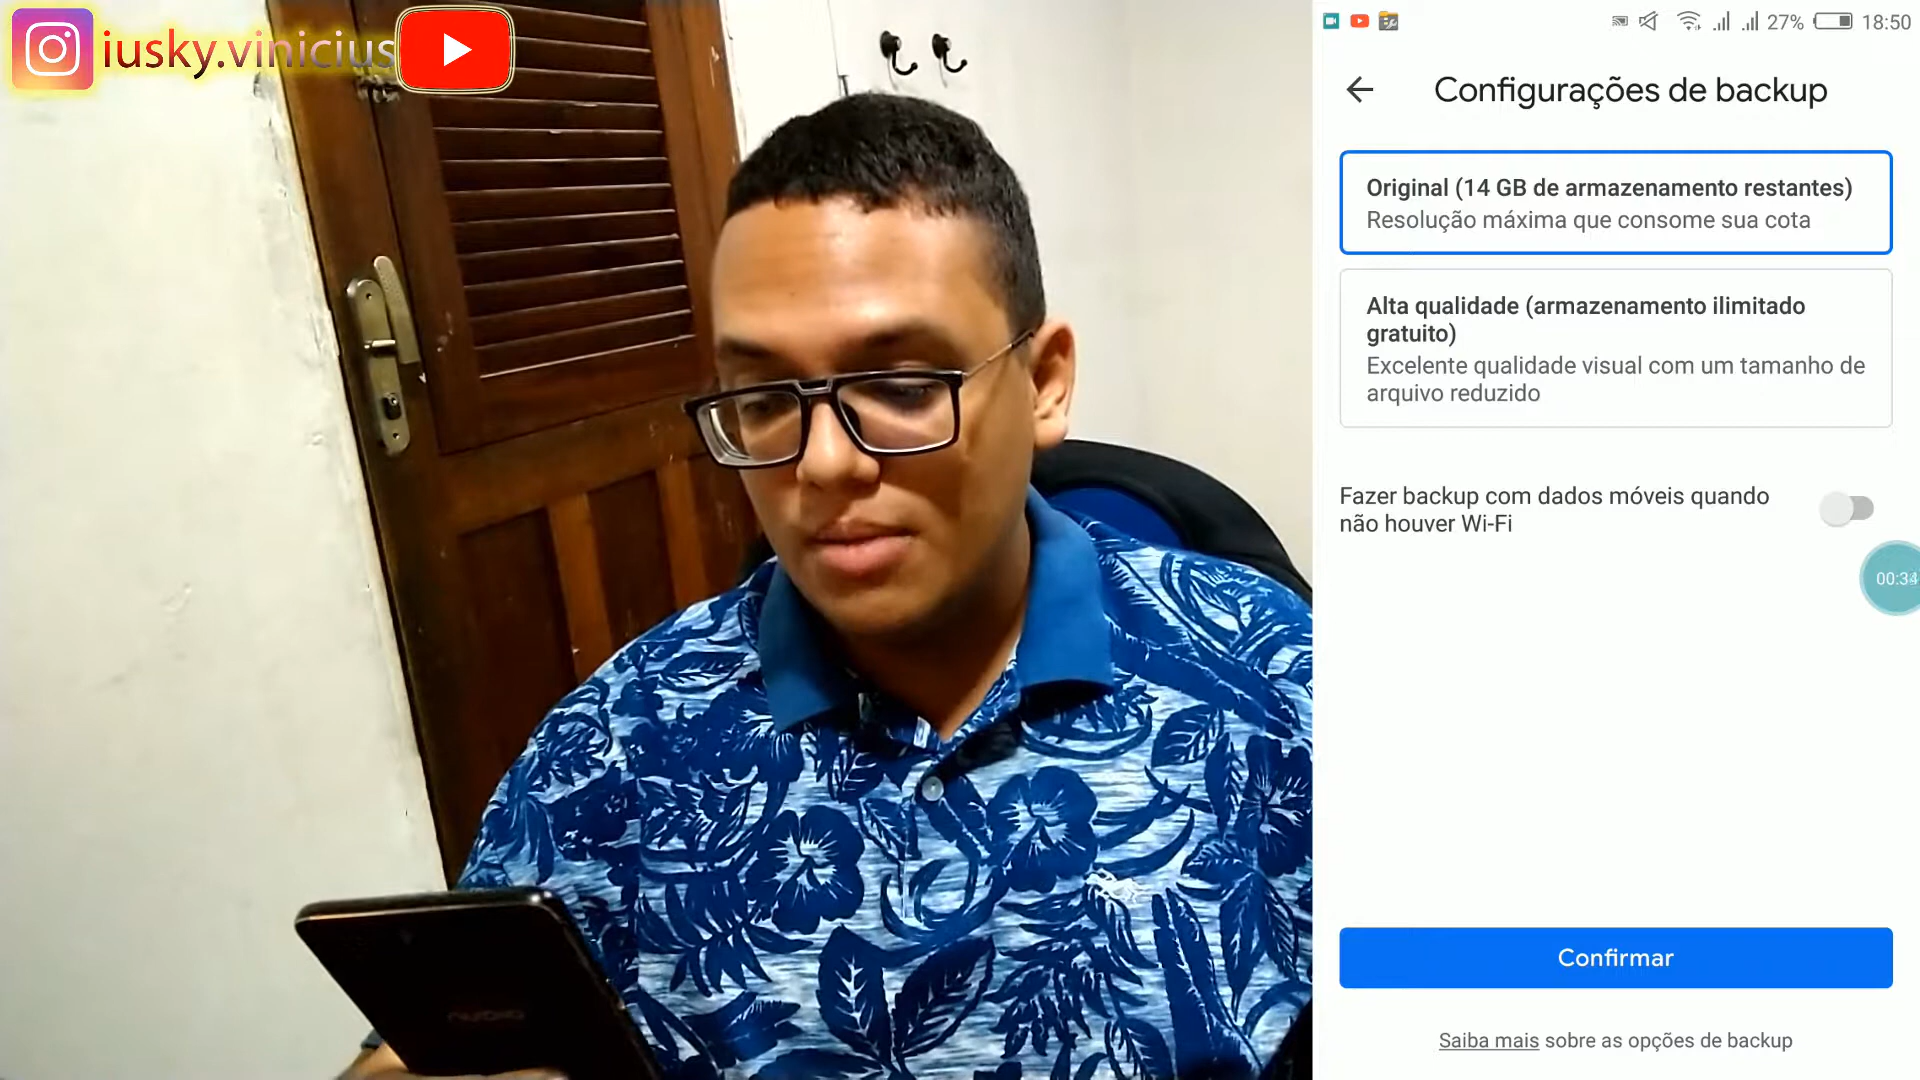 iusky.vinicius
27% 18:50
Configurações de backup
Original (14 GB de armazenamento restantes)
Resolução máxima que consome sua cota
Alta qualidade (armazenamento ilimitado
gratuito)
Excelente qualidade visual com um tamanho de
arquivo reduzido
Fazer backup com dados móveis quando
não houver Wi-Fi
00:34
Confirmar
Saiba mais sobre as opções de backup